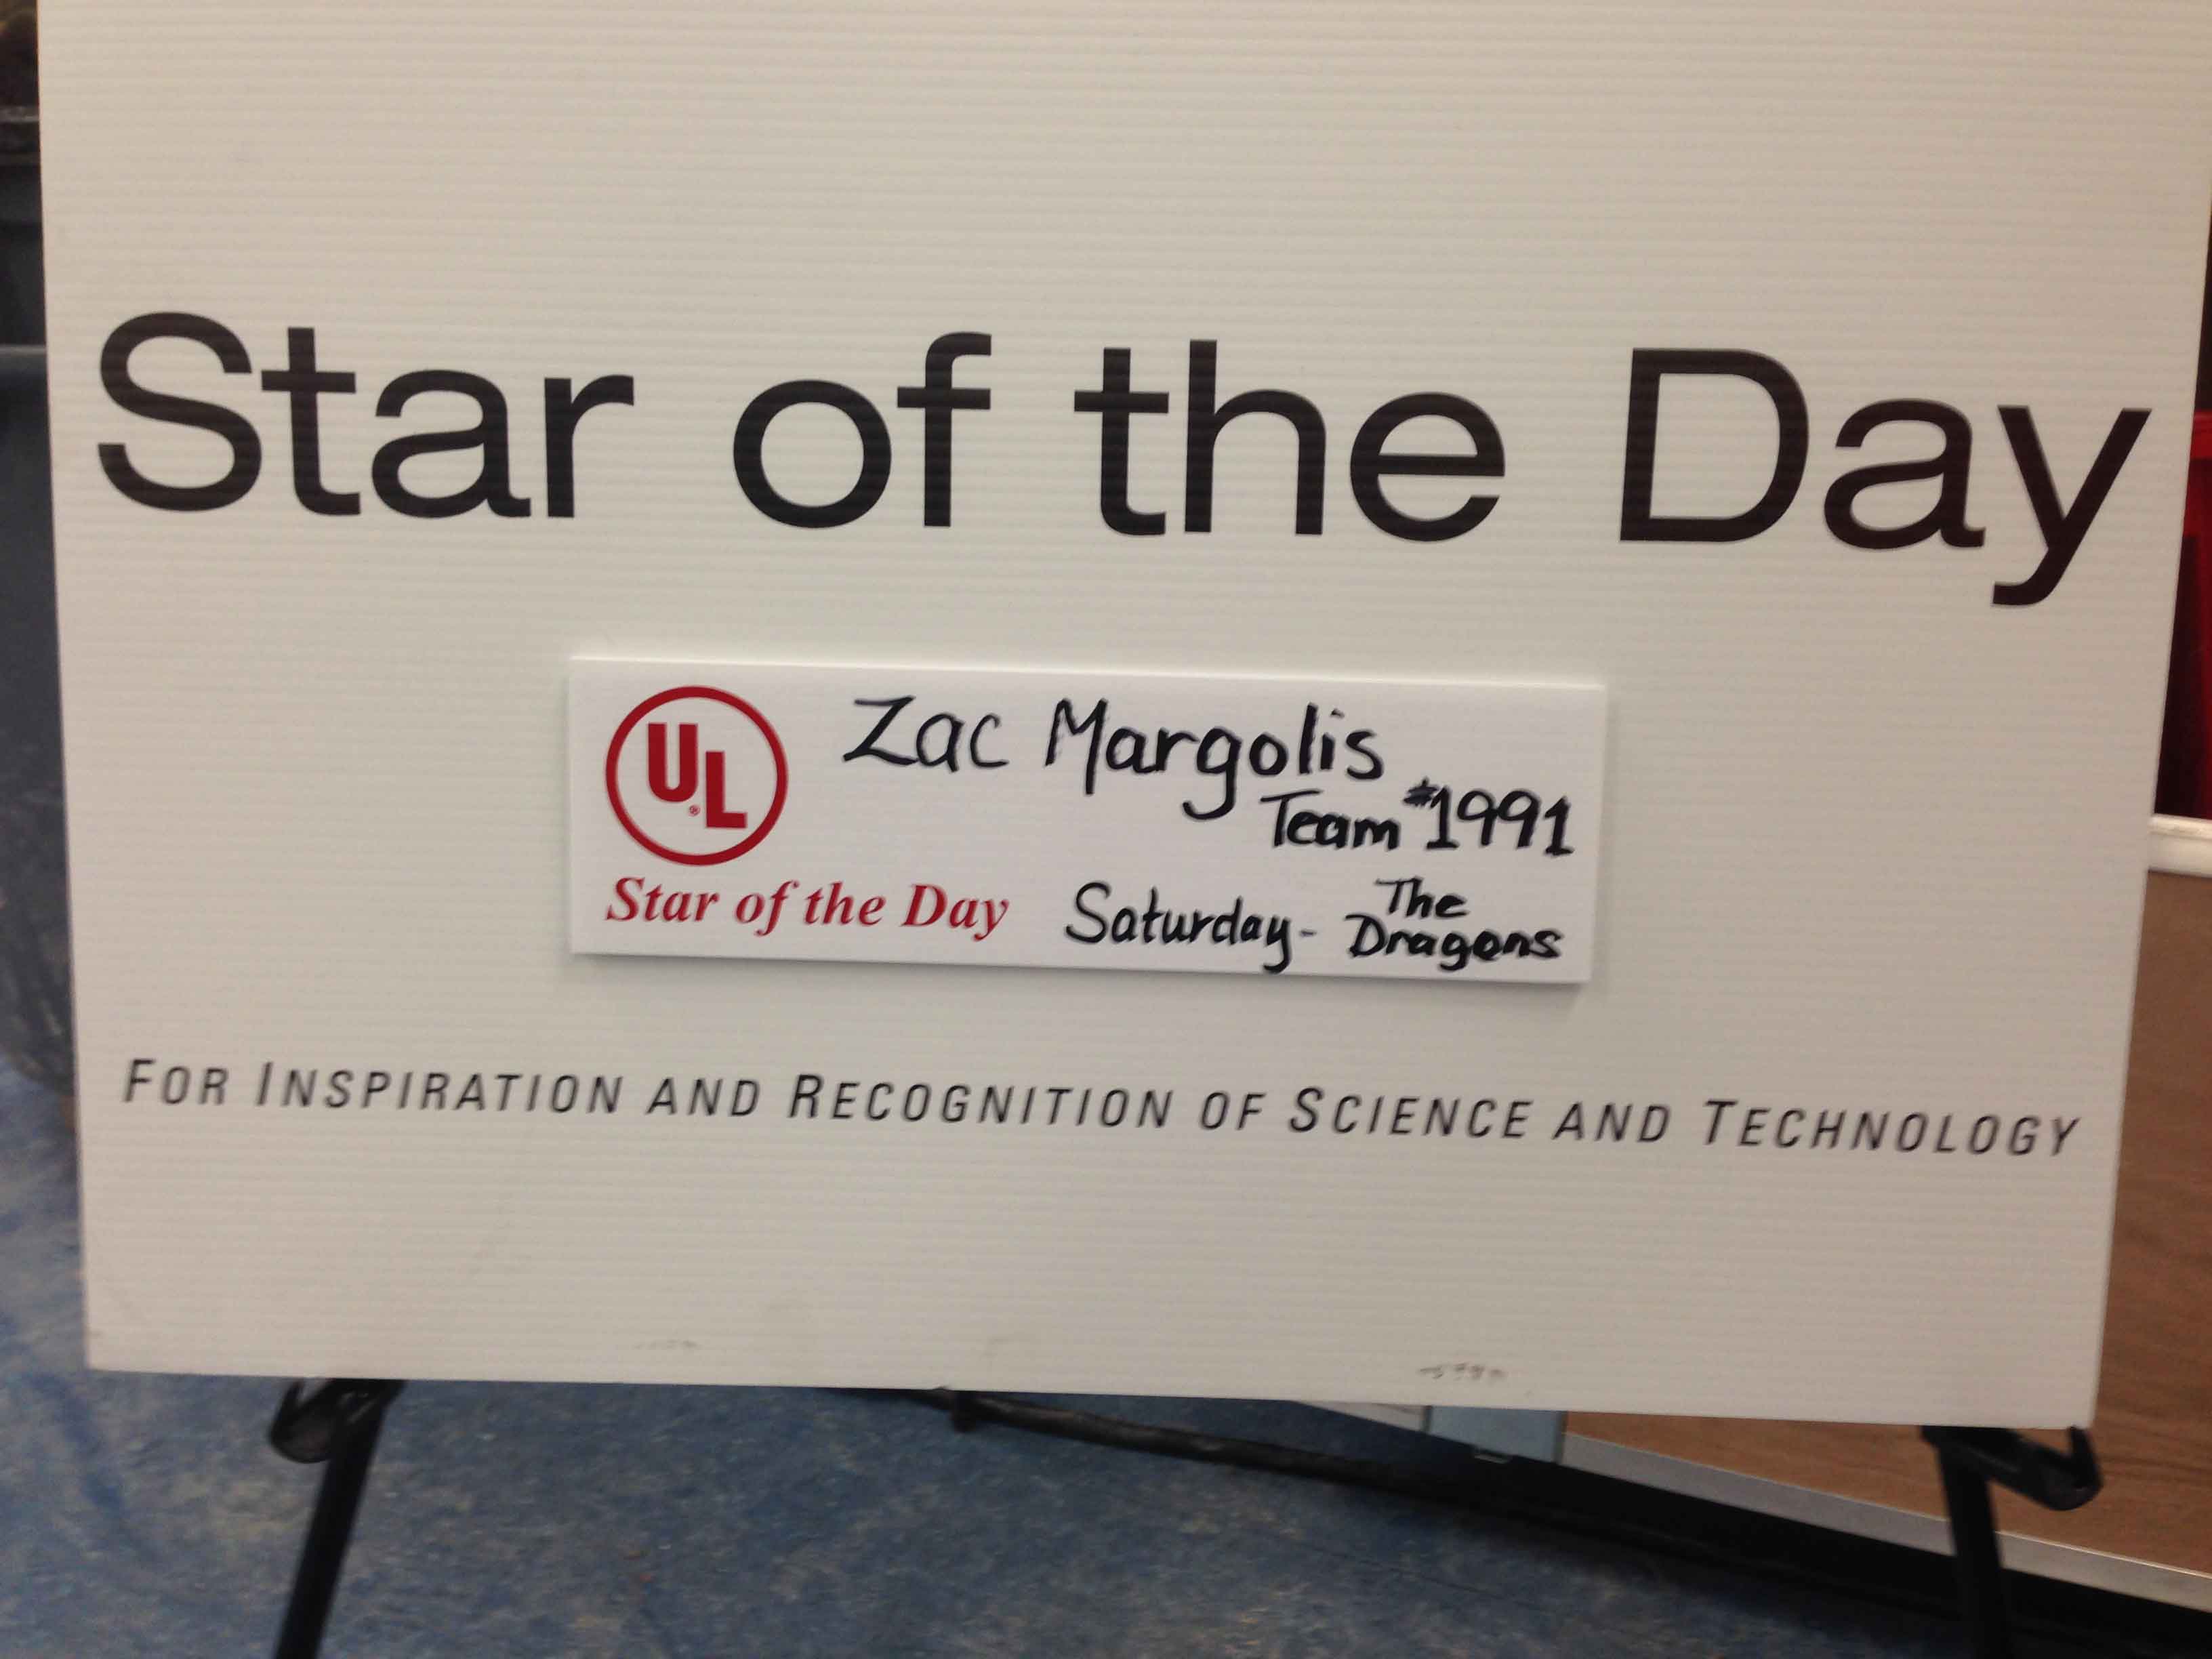 Star of the Day
UL®
Zac Margolis
Team #1991
Star of the Day
Saturday - The Dragons
FOR INSPIRATION AND RECOGNITION OF SCIENCE AND TECHNOLOGY